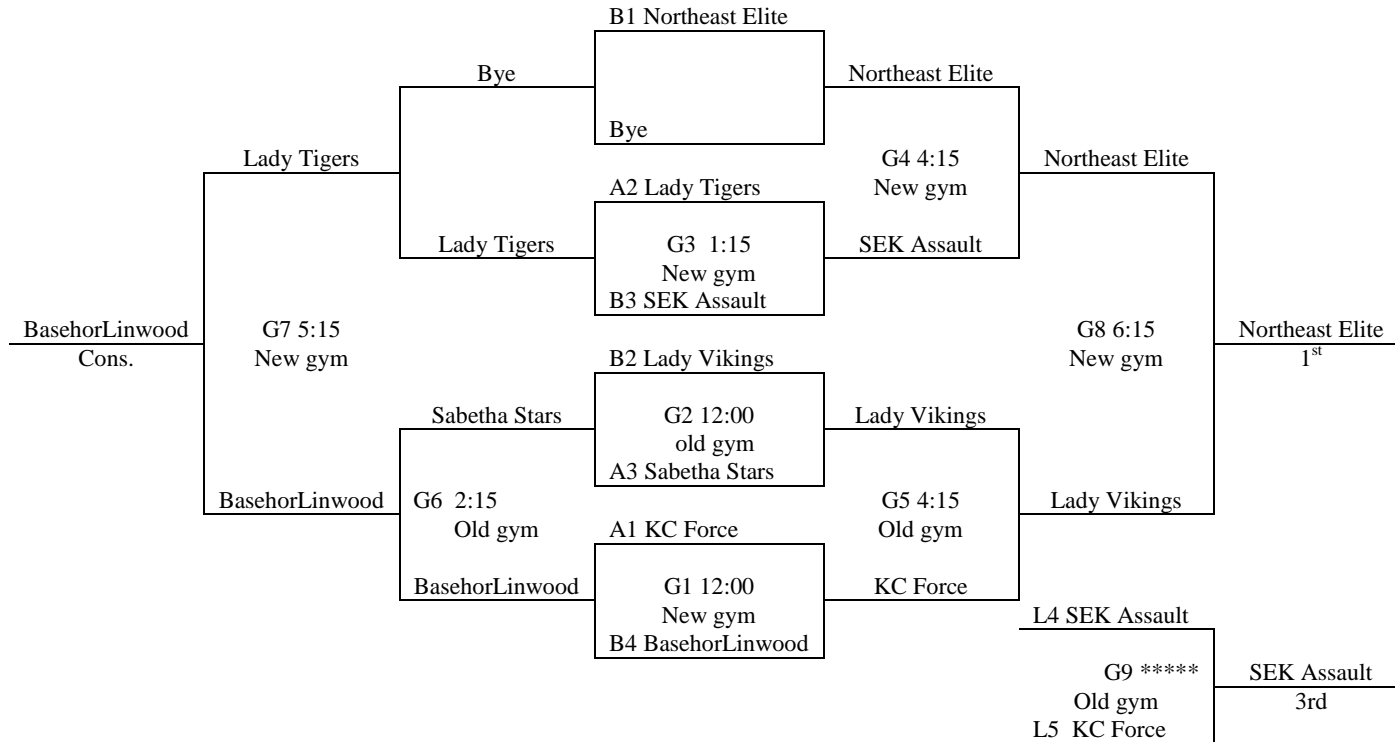 B1 Northeast Elite
Bye
Northeast Elite
Bye
Lady Tigers
G4 4:15
Northeast Elite
New gym
A2 Lady Tigers
Lady Tigers
G3 1:15
SEK Assault
New gym
B3 SEK Assault
BasehorLinwood
G7 5:15
G8 6:15
Northeast Elite
Cons.
New gym
New gym
1st
B2 Lady Vikings
Sabetha Stars
G2 12:00
Lady Vikings
old gym
A3 Sabetha Stars
BasehorLinwood
G6 2:15
G5 4:15
Lady Vikings
Old gym
Old gym
A1 KC Force
BasehorLinwood
G1 12:00
KC Force
New gym
L4 SEK Assault
B4 BasehorLinwood
G9 *****
SEK Assault
Old gym
3rd
L5 KC Force